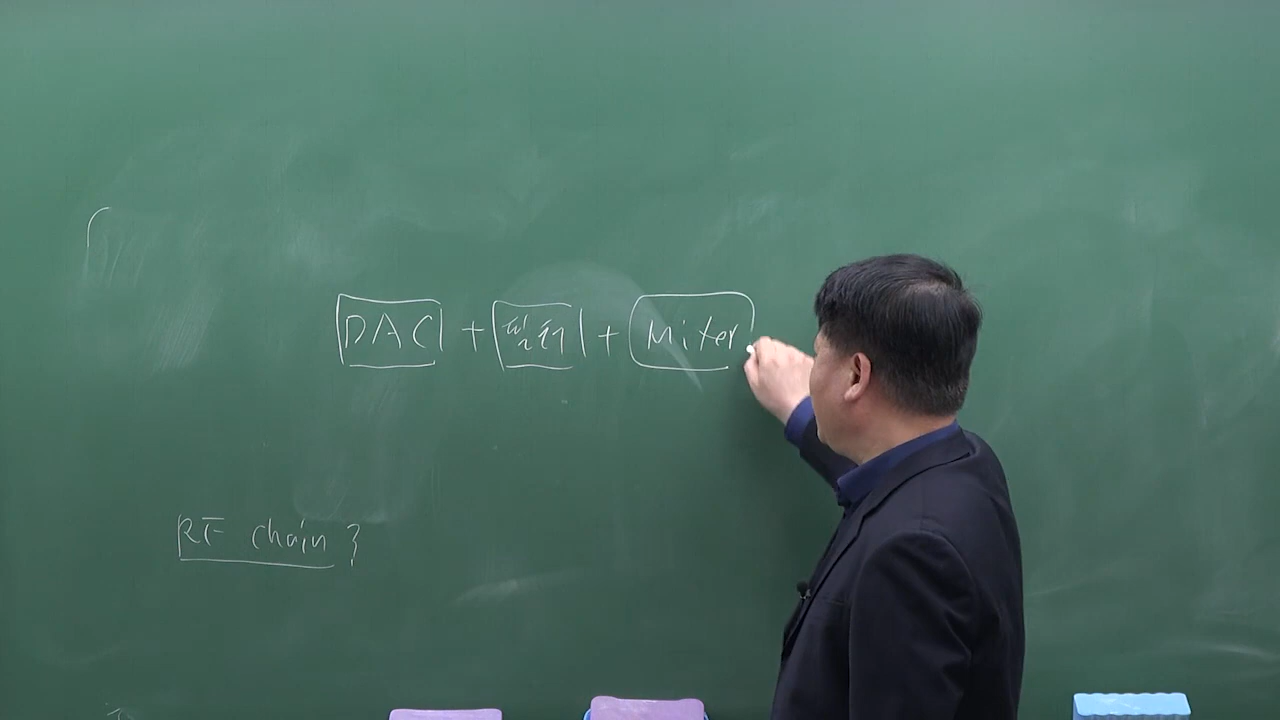 DAC + 필터 + Mixer
RF chain ?